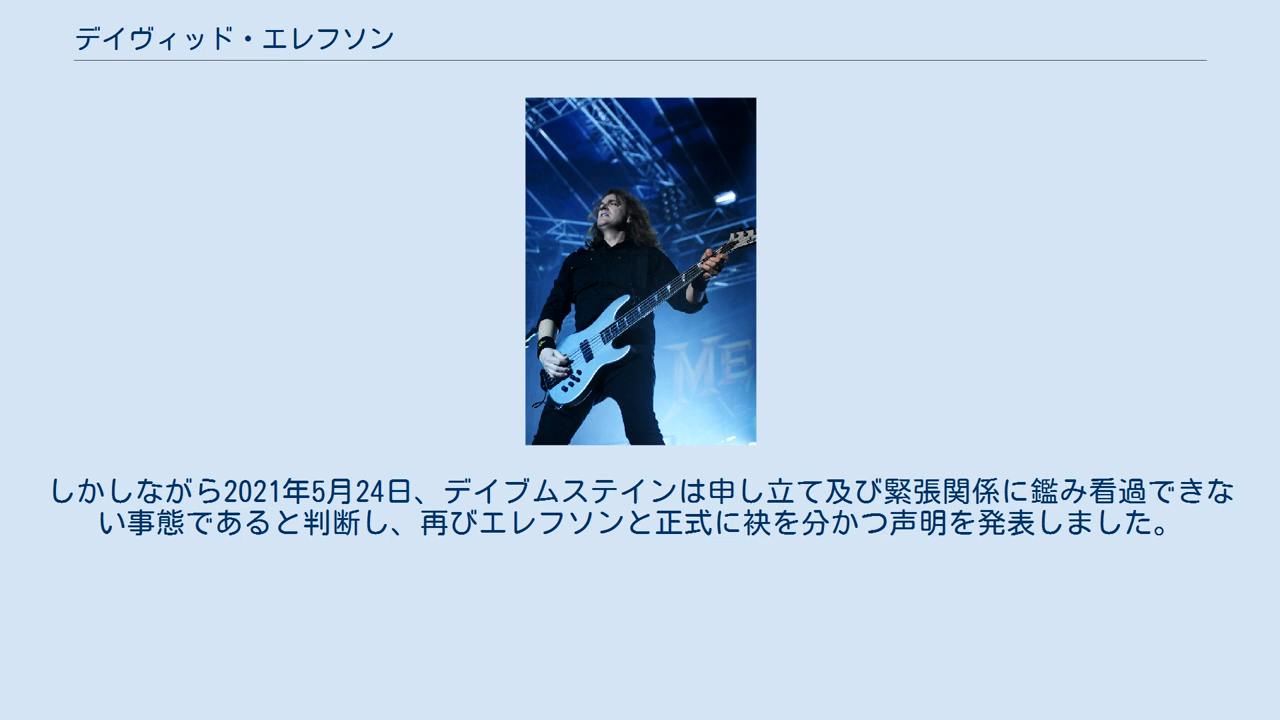 デイヴィッド・エレフソン
ME
しかしながら2021年5月24日、デイブムステインは申し立て及び緊張関係に鑑み看過できな
い事態であると判断し、再びエレフソンと正式に袂を分かつ声明を発表しました。